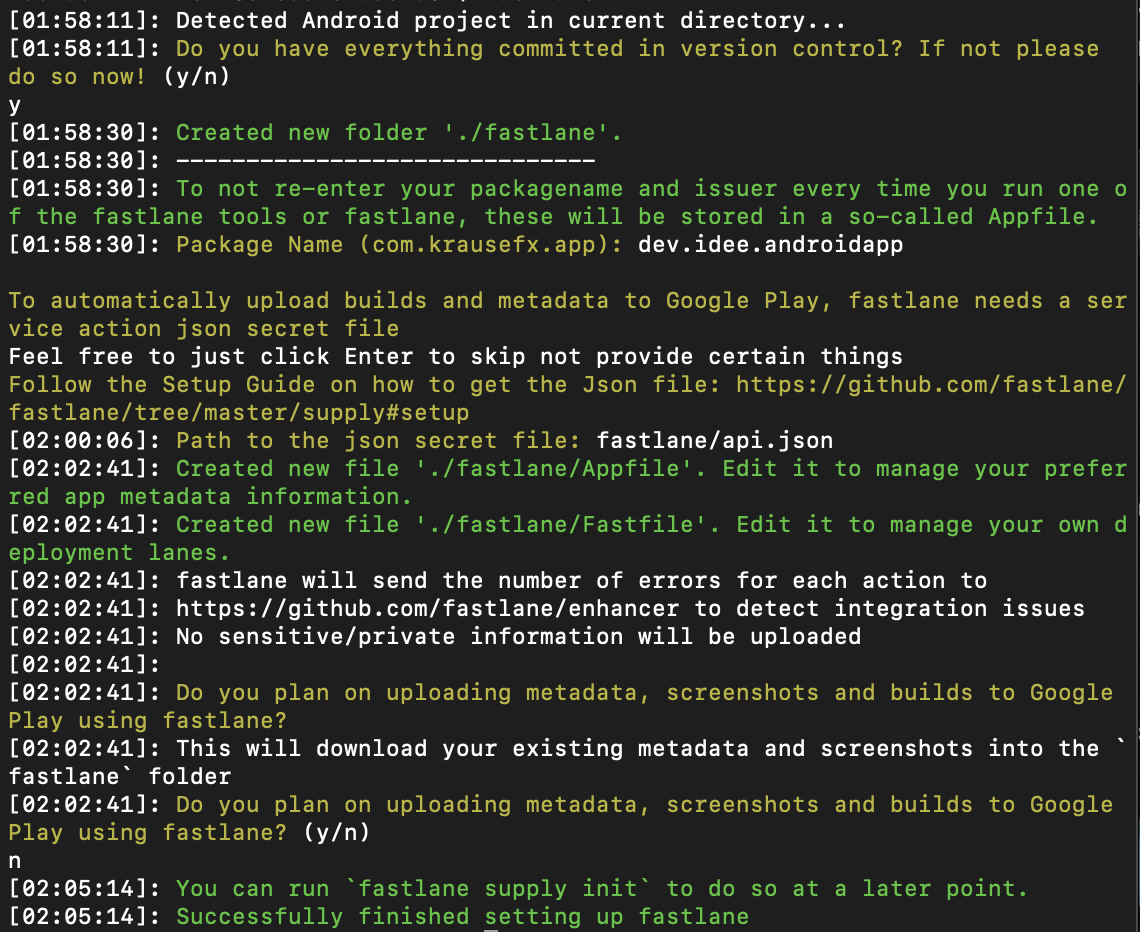 [01:58:11]: Detected Android project in current directory...
[01:58:11]: Do you have everything committed in version control? If not please
do so now! (y/n)
y
[01:58:30]: Created new folder './fastlane'.
[01:58:30]: ------------------------------
[01:58:30]: To not re-enter your packagename and issuer every time you run one o
f the fastlane tools or fastlane, these will be stored in a so-called Appfile.
[01:58:30]: Package Name (com.krausefx.app): dev.idee.androidapp
To automatically upload builds and metadata to Google Play, fastlane needs a ser
vice action json secret file
Feel free to just click Enter to skip not provide certain things
Follow the Setup Guide on how to get the Json file: https://github.com/fastlane/
fastlane/tree/master/supply#setup
[02:00:06]: Path to the json secret file: fastlane/api.json
[02:02:41]: Created new file './fastlane/Appfile'. Edit it to manage your prefer
red app metadata information.
[02:02:41]: Created new file './fastlane/Fastfile'. Edit it to manage your own d
eployment lanes.
[02:02:41]: fastlane will send the number of errors for each action to
[02:02:41]: https://github.com/fastlane/enhancer to detect integration issues
[02:02:41]: No sensitive/private information will be uploaded
[02:02:41]:
[02:02:41]: Do you plan on uploading metadata, screenshots and builds to Google
Play using fastlane?
[02:02:41]: This will download your existing metadata and screenshots into the `
fastlane` folder
[02:02:41]: Do you plan on uploading metadata, screenshots and builds to Google
Play using fastlane? (y/n)
n
[02:05:14]: You can run `fastlane supply init` to do so at a later point.
[02:05:14]: Successfully finished setting up fastlane